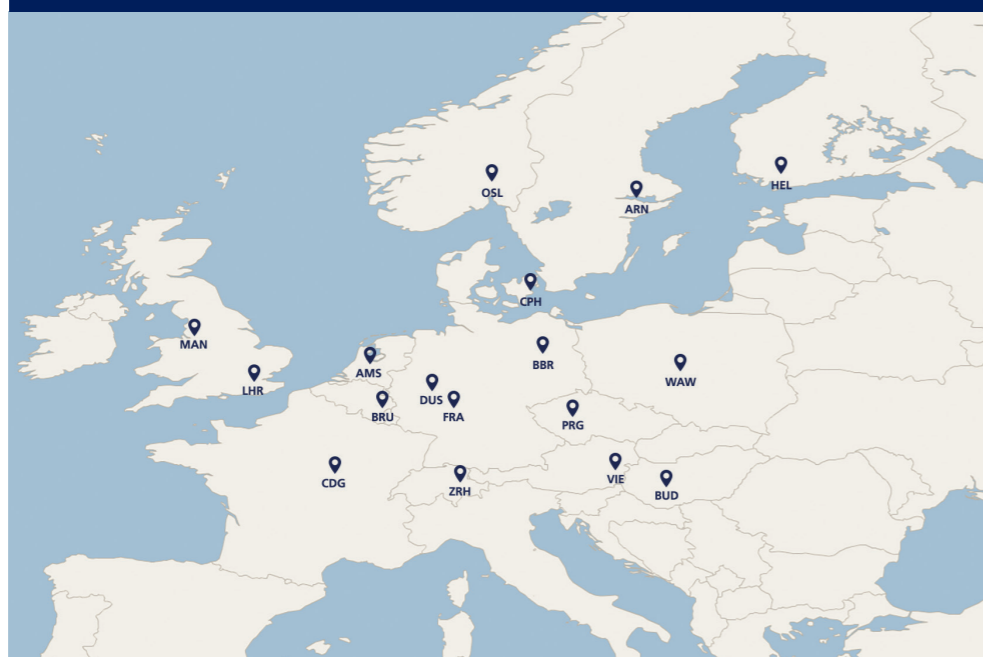 OSL
HEL
ARN
CPH
MAN
AMS
BBR
WAW
LHR
DUS
BRU
FRA
PRG
CDG
VIE
ZRH
BUD